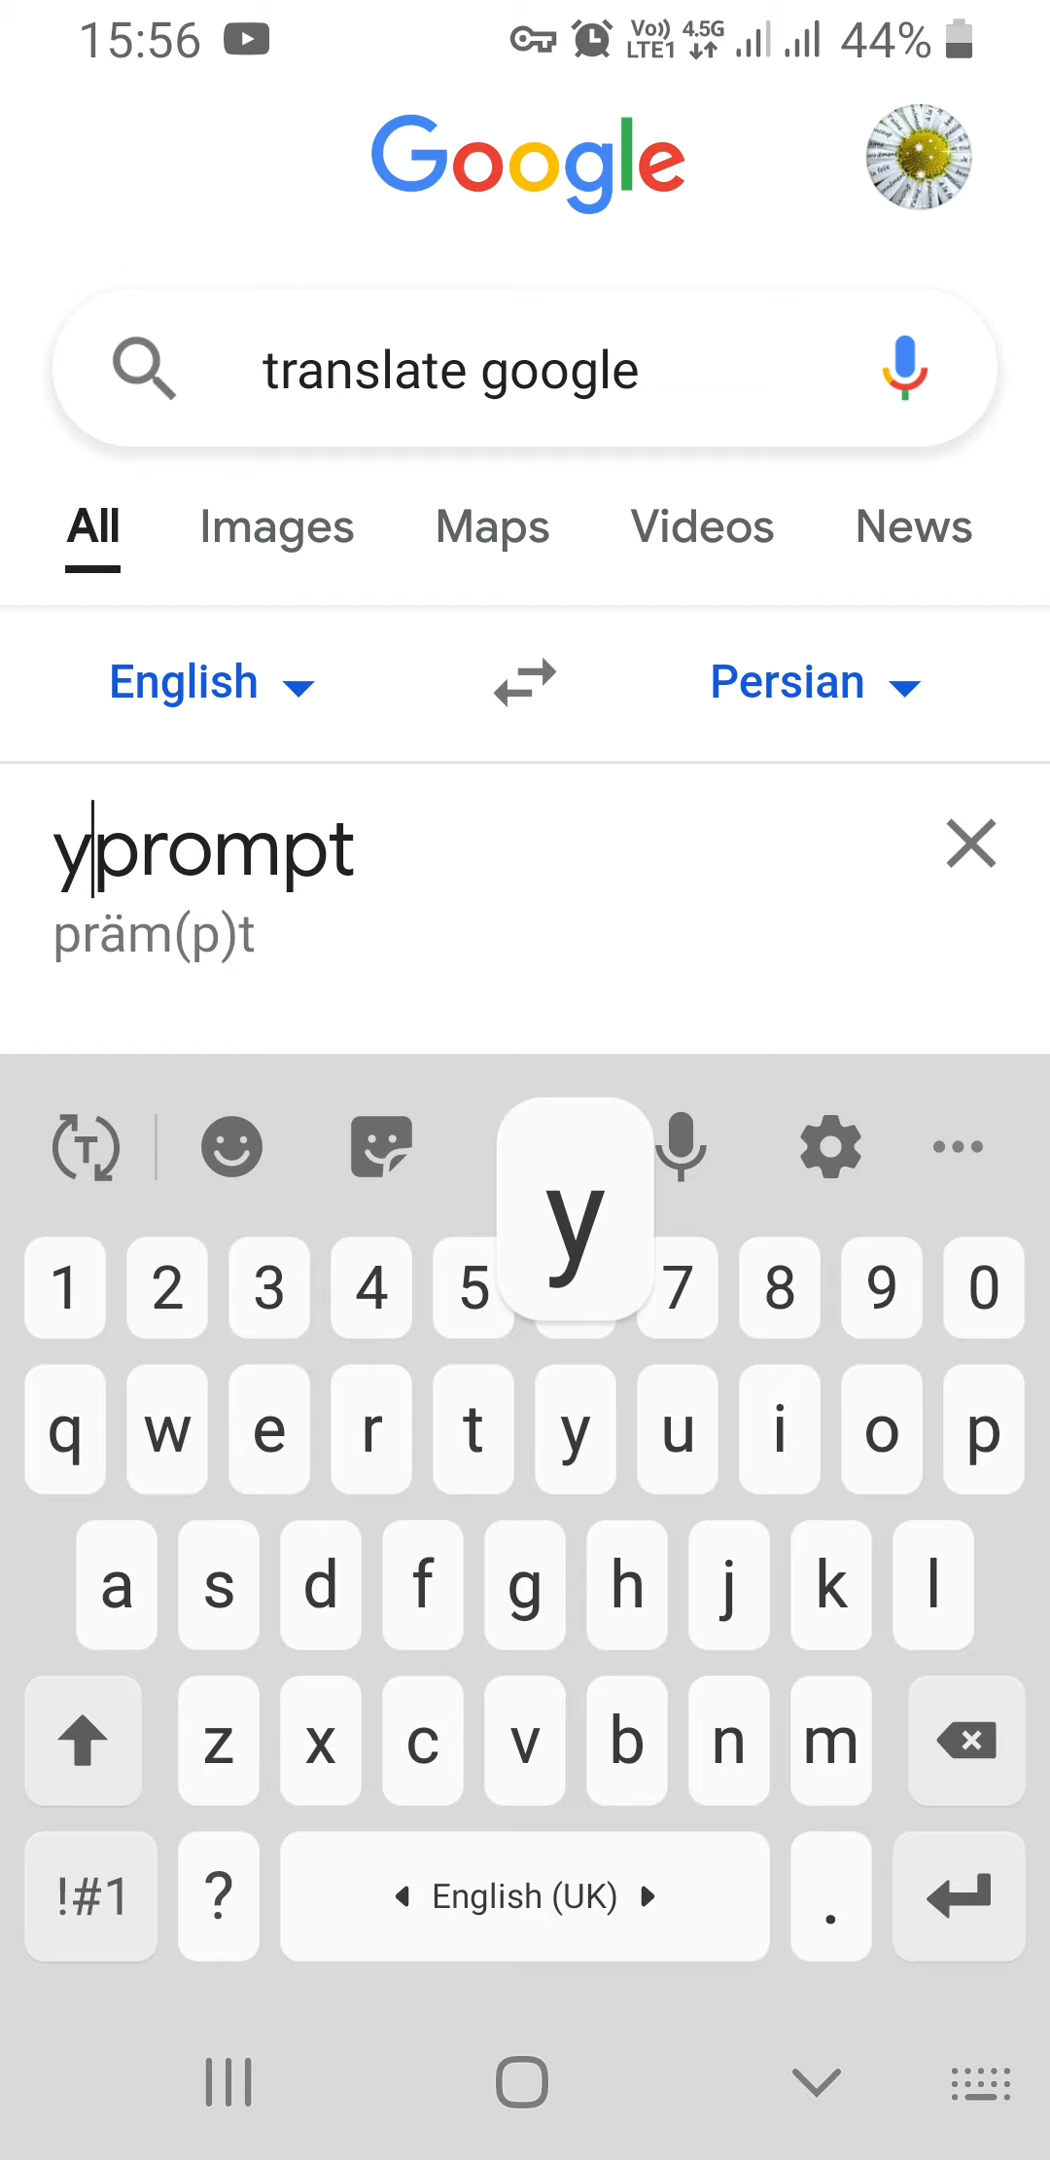 15:56 Vo)) LTE1 4.5G 44%
Google
translate google
All Images Maps Videos News
English Persian
yprompt
präm(p)t
T
y
1 2 3 4 5 7 8 9 0
q w e r t y u i o p
a s d f g h j k l
z x c v b n m
!#1 ? English (UK) .